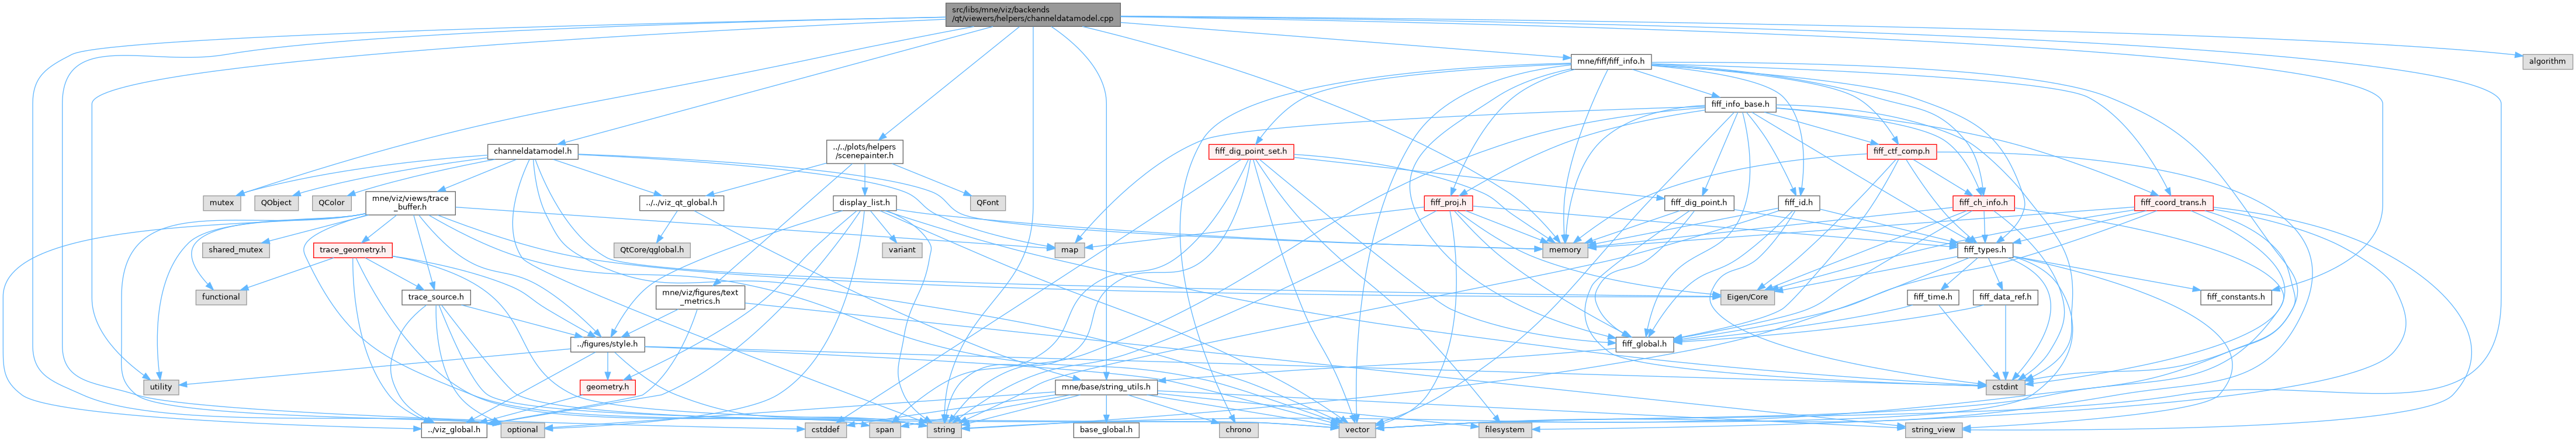 src/libs/mne/viz/backends
/qt/viewers/helpers/channeldatamodel.cpp
mne/fiff/fiff_info.h
algorithm
fiff_info_base.h
channeldatamodel.h
../../plots/helpers
/scenepainter.h
fiff_dig_point_set.h
fiff_ctf_comp.h
mutex
QObject
QColor
mne/viz/views/trace
_buffer.h
../../viz_qt_global.h
display_list.h
QFont
fiff_proj.h
fiff_dig_point.h
fiff_id.h
fiff_ch_info.h
fiff_coord_trans.h
shared_mutex
trace_geometry.h
QtCore/qglobal.h
variant
map
memory
fiff_types.h
functional
trace_source.h
mne/viz/figures/text
_metrics.h
Eigen/Core
fiff_time.h
fiff_data_ref.h
fiff_constants.h
../figures/style.h
fiff_global.h
utility
geometry.h
mne/base/string_utils.h
cstdint
../viz_global.h
optional
cstddef
span
string
base_global.h
chrono
vector
filesystem
string_view